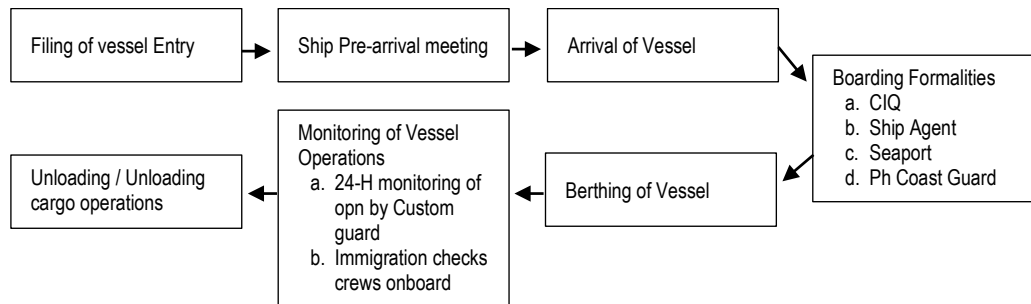 Filing of vessel Entry
Ship Pre-arrival meeting
Arrival of Vessel
Boarding Formalities
a. CIQ
b. Ship Agent
c. Seaport
d. Ph Coast Guard
Berthing of Vessel
Monitoring of Vessel
Operations
a. 24-H monitoring of
opn by Custom
guard
b. Immigration checks
crews onboard
Unloading / Unloading
cargo operations